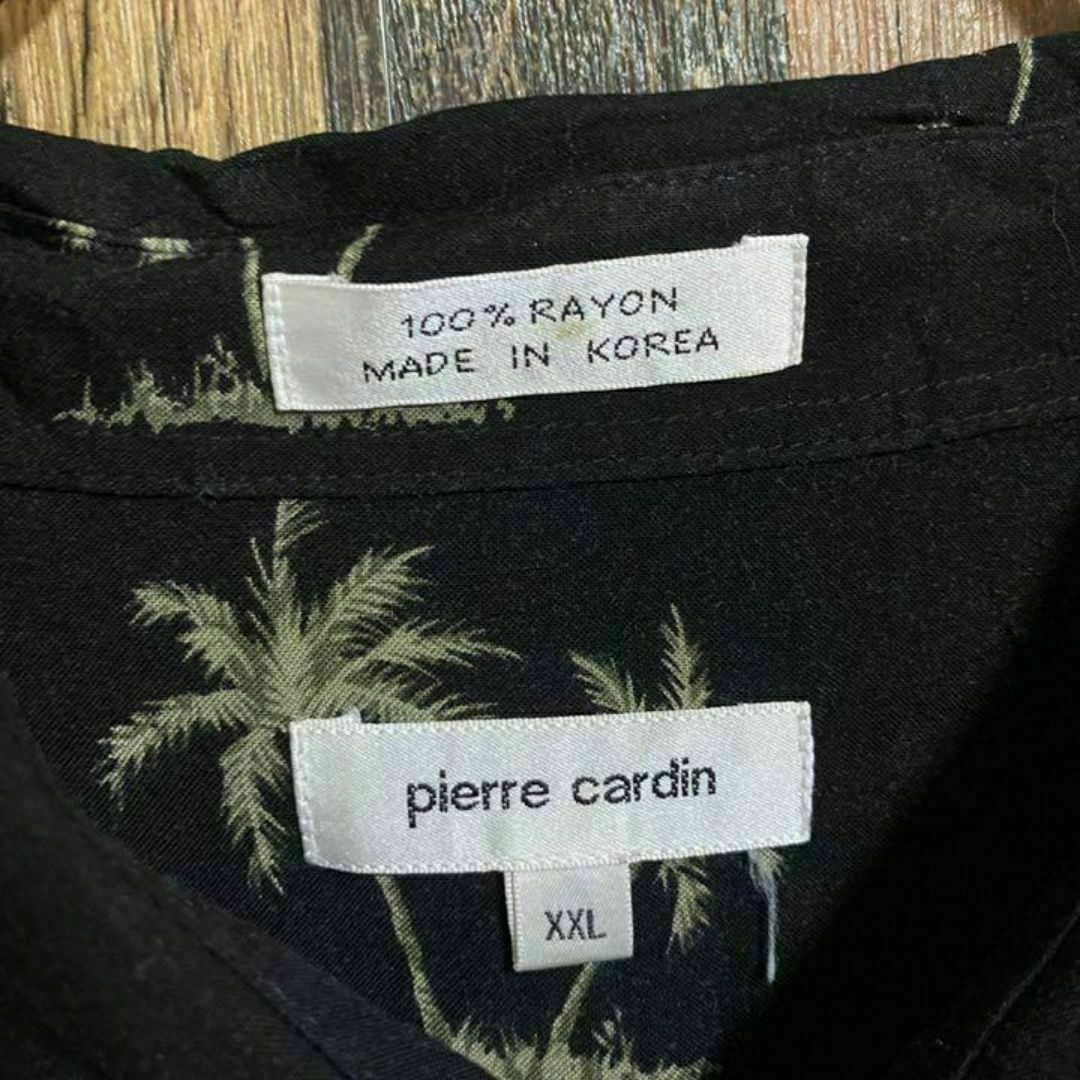 100% RAYON
MADE IN KOREA
pierre cardin
XXL